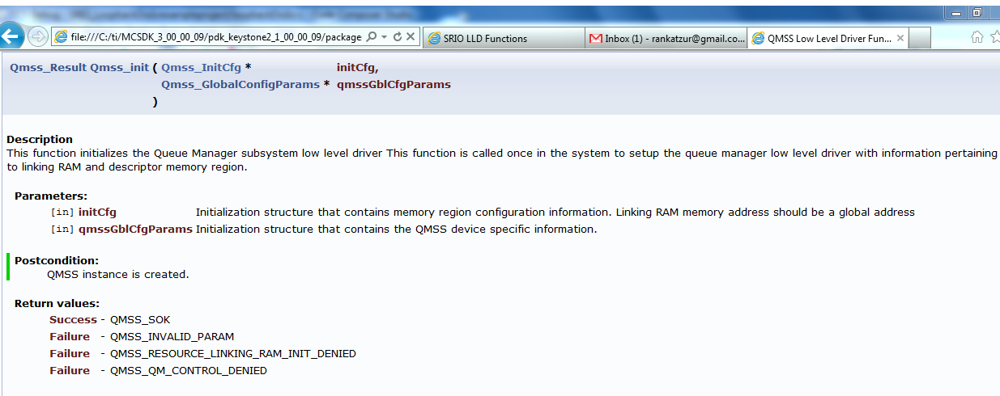 file:///C:/ti/MCSDK_3_00_00_09/pdk_keystone2_1_00_00_09/package
SRIO LLD Functions
Inbox (1) - rankatzur@gmail.co...
QMSS Low Level Driver Fun...
Qmss_Result Qmss_init ( Qmss_InitCfg * initCfg,
Qmss_GlobalConfigParams * qmssGblCfgParams
)
Description
This function initializes the Queue Manager subsystem low level driver This function is called once in the system to setup the queue manager low level driver with information pertaining
to linking RAM and descriptor memory region.
Parameters:
[in] initCfg Initialization structure that contains memory region configuration information. Linking RAM memory address should be a global address
[in] qmssGblCfgParams Initialization structure that contains the QMSS device specific information.
Postcondition:
QMSS instance is created.
Return values:
Success - QMSS_SOK
Failure - QMSS_INVALID_PARAM
Failure - QMSS_RESOURCE_LINKING_RAM_INIT_DENIED
Failure - QMSS_QM_CONTROL_DENIED